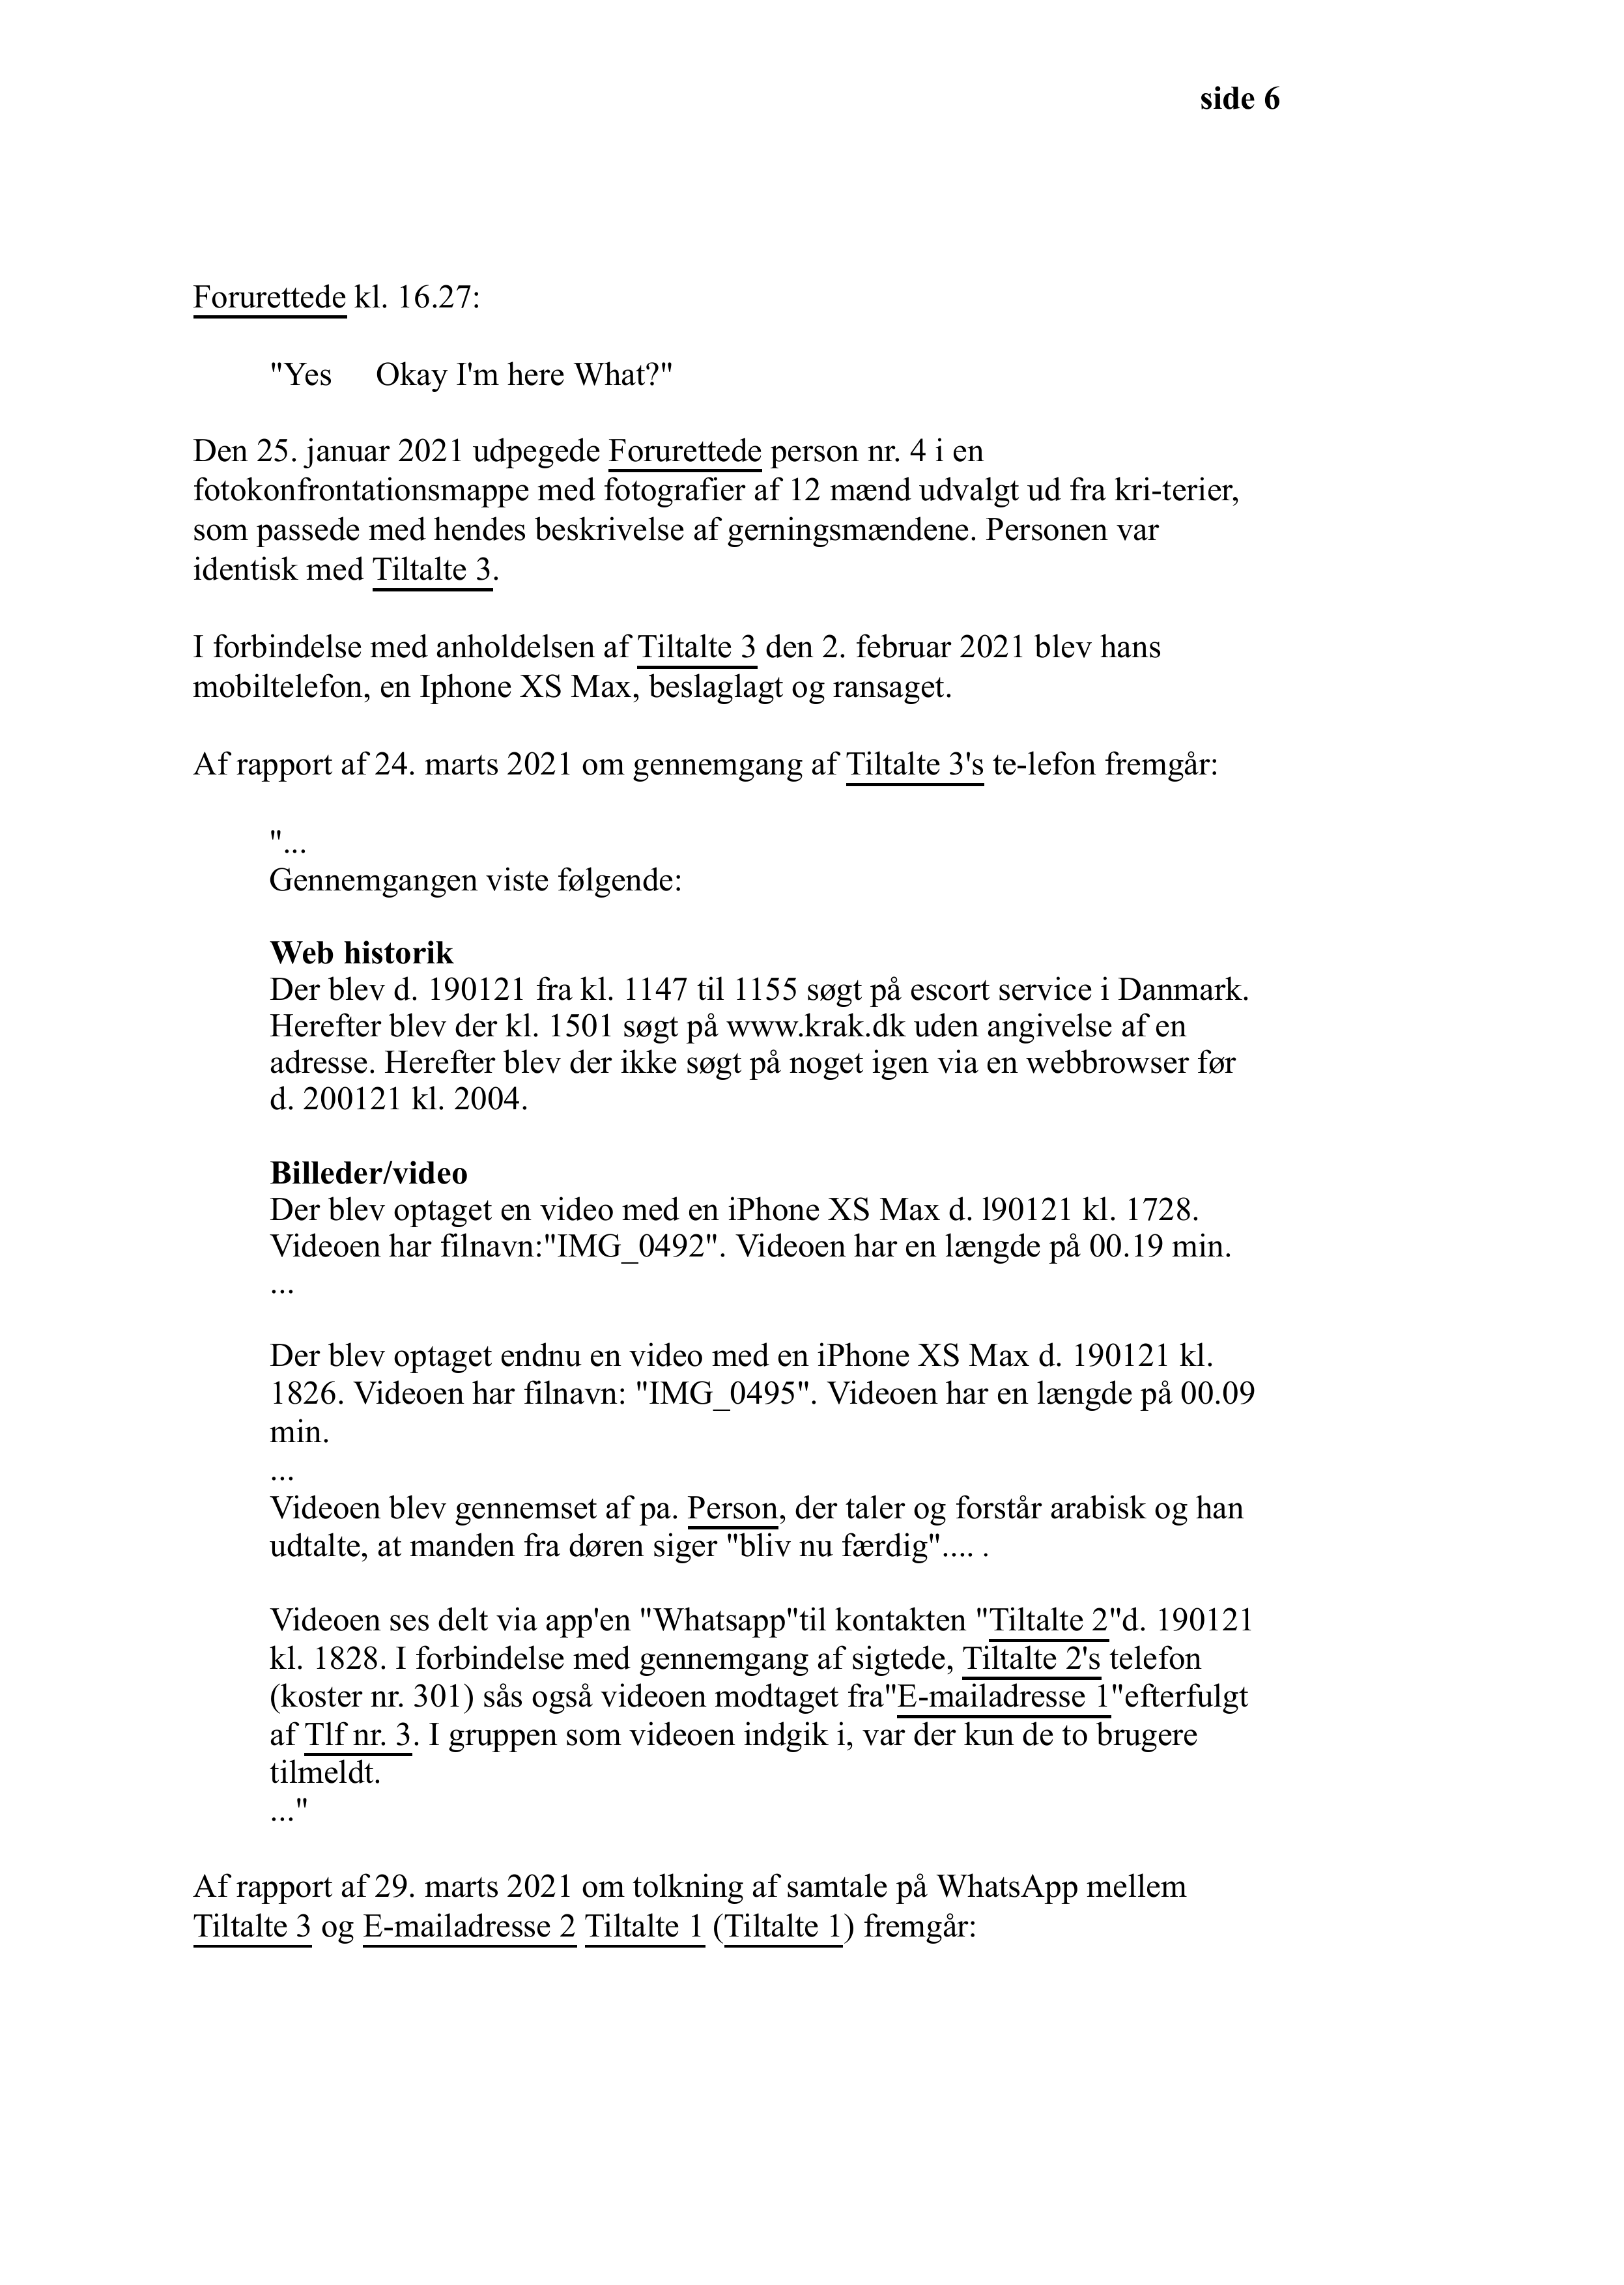 side 6
Forurettede kl. 16.27:
"Yes Okay I'm here What?"
Den 25. januar 2021 udpegede Forurettede person nr. 4 i en
fotokonfrontationsmappe med fotografier af 12 mænd udvalgt ud fra kri-terier,
som passede med hendes beskrivelse af gerningsmændene. Personen var
identisk med Tiltalte 3.
I forbindelse med anholdelsen af Tiltalte 3 den 2. februar 2021 blev hans
mobiltelefon, en Iphone XS Max, beslaglagt og ransaget.
Af rapport af 24. marts 2021 om gennemgang af Tiltalte 3's te-lefon fremgår:
"...
Gennemgangen viste følgende:
Web historik
Der blev d. 190121 fra kl. 1147 til 1155 søgt på escort service i Danmark.
Herefter blev der kl. 1501 søgt på www.krak.dk uden angivelse af en
adresse. Herefter blev der ikke søgt på noget igen via en webbrowser før
d. 200121 kl. 2004.
Billeder/video
Der blev optaget en video med en iPhone XS Max d. l90121 kl. 1728.
Videoen har filnavn:"IMG_0492". Videoen har en længde på 00.19 min.
...
Der blev optaget endnu en video med en iPhone XS Max d. 190121 kl.
1826. Videoen har filnavn: "IMG_0495". Videoen har en længde på 00.09
min.
...
Videoen blev gennemset af pa. Person, der taler og forstår arabisk og han
udtalte, at manden fra døren siger "bliv nu færdig".... .
Videoen ses delt via app'en "Whatsapp"til kontakten "Tiltalte 2"d. 190121
kl. 1828. I forbindelse med gennemgang af sigtede, Tiltalte 2's telefon
(koster nr. 301) sås også videoen modtaget fra"E-mailadresse 1"efterfulgt
af Tlf nr. 3. I gruppen som videoen indgik i, var der kun de to brugere
tilmeldt.
..."
Af rapport af 29. marts 2021 om tolkning af samtale på WhatsApp mellem
Tiltalte 3 og E-mailadresse 2 Tiltalte 1 (Tiltalte 1) fremgår: